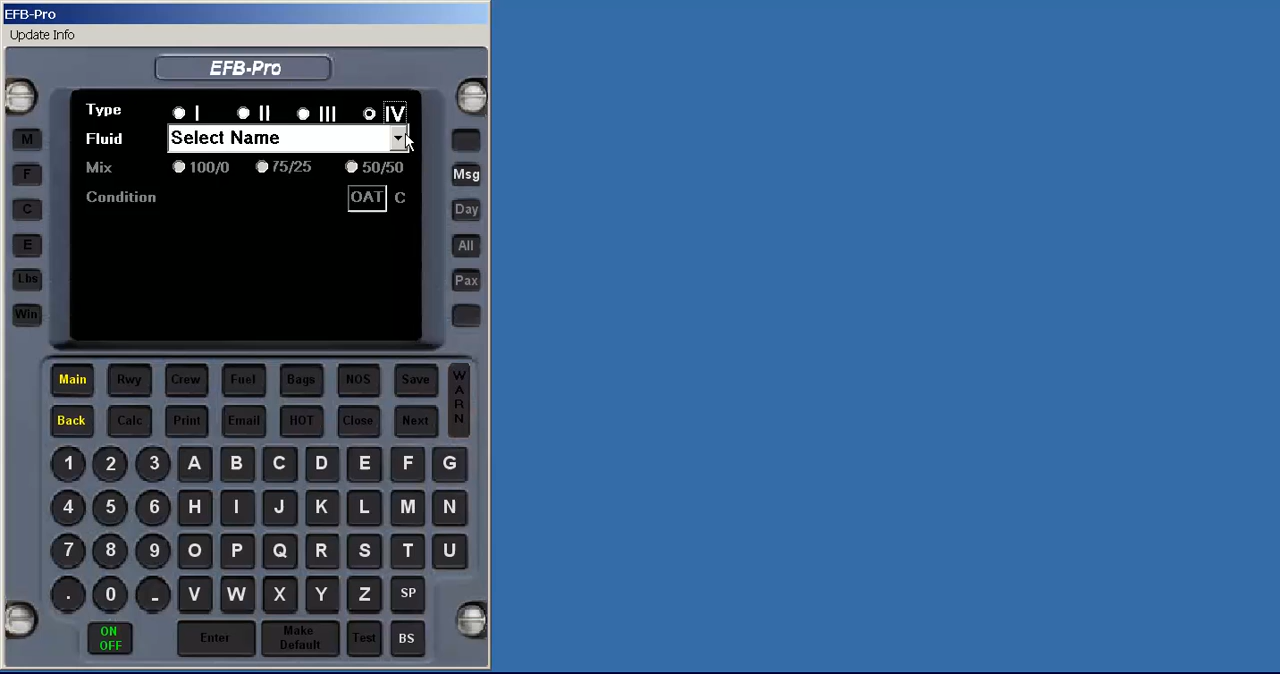 EFB-Pro
Update Info
EFB-Pro
Type I II III IV
Fluid Select Name
Mix 100/0 75/25 50/50
Condition OAT C
M
F
C
E
Lbs
Win
Msg
Day
All
Pax
Main Rwy Crew Fuel Bags NOS Save
Back Calc Print Email HOT Close Next
WARN
1 2 3 A B C D E F G
4 5 6 H I J K L M N
7 8 9 O P Q R S T U
. 0 - V W X Y Z SP
ON
OFF
Enter
Make
Default
Test
BS